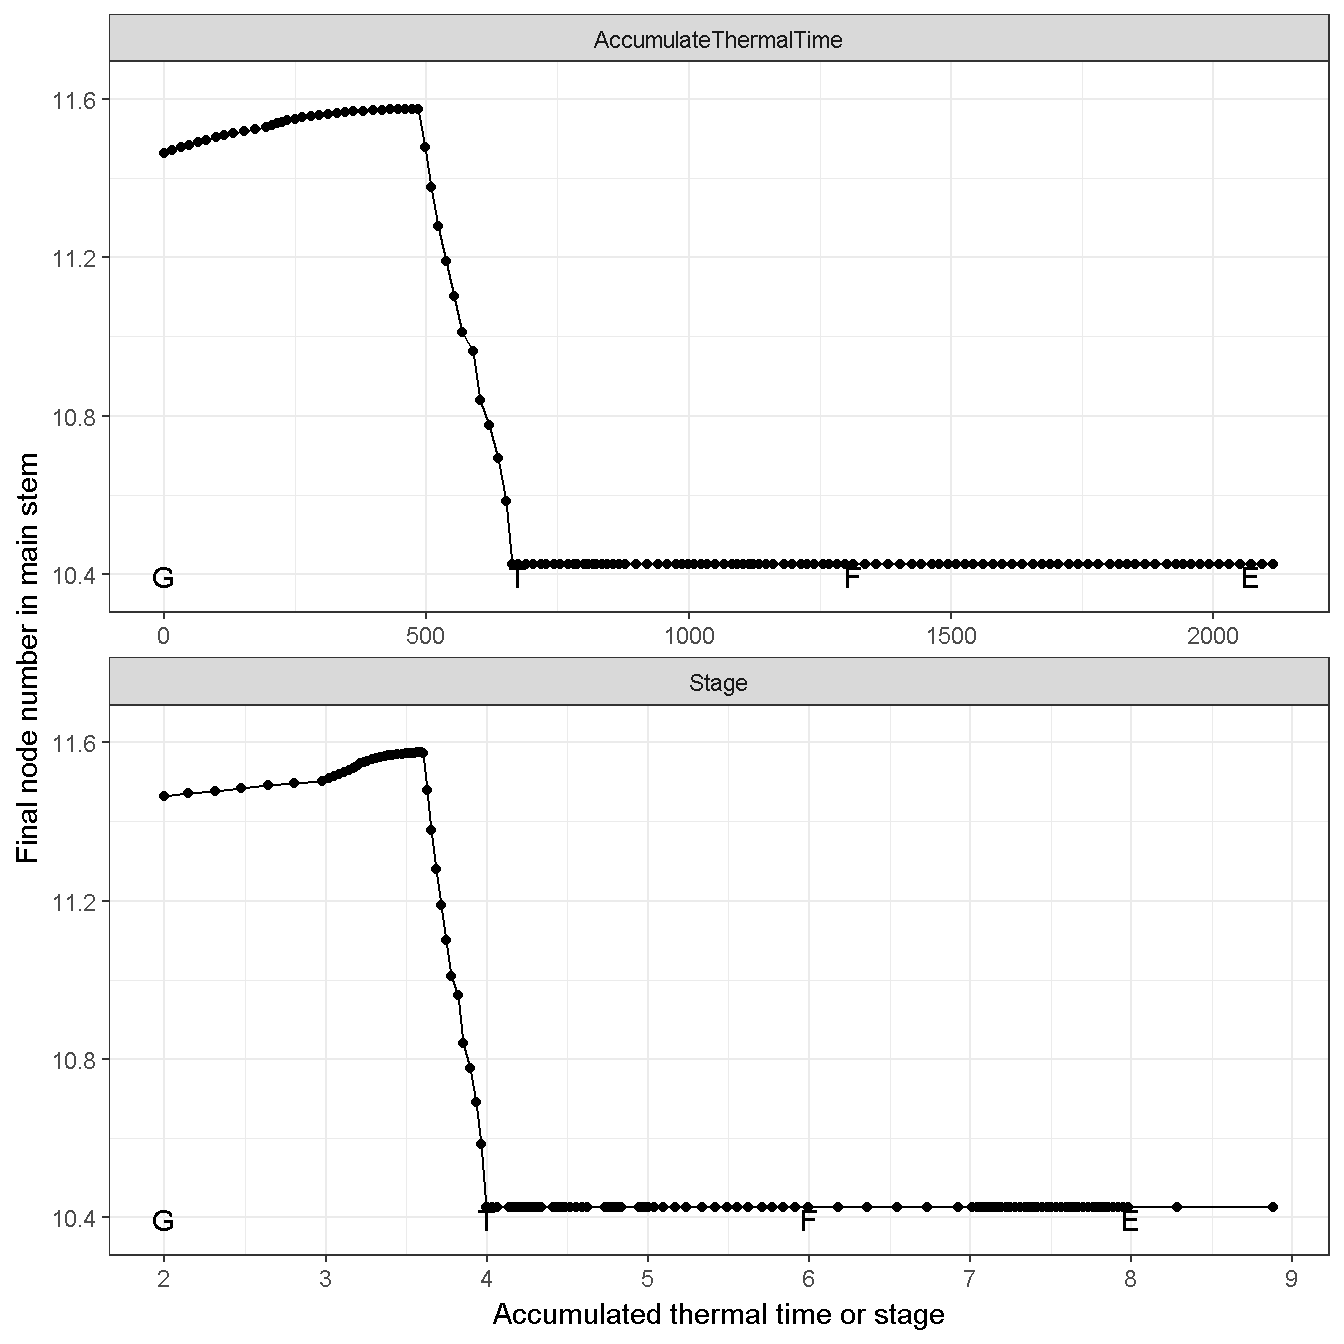 AccumulateThermalTime
11.6
11.2
10.8
10.4
G T F E
0 500 1000 1500 2000
Final node number in main stem
Stage
11.6
11.2
10.8
10.4
G T F E
2 3 4 5 6 7 8 9
Accumulated thermal time or stage